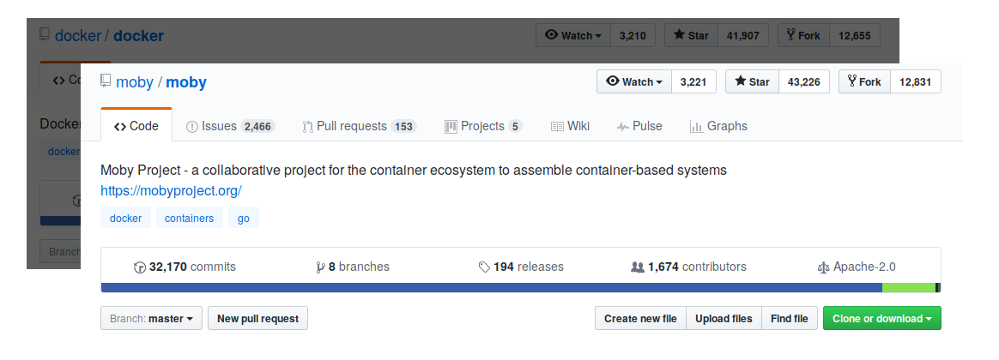 docker / docker Watch 3,210 Star 41,907 Fork 12,655
moby / moby Watch 3,221 Star 43,226 Fork 12,831
Code Issues 2,466 Pull requests 153 Projects 5 Wiki Pulse Graphs
Docke
Moby Project - a collaborative project for the container ecosystem to assemble container-based systems
docker
https://mobyproject.org/
docker containers go
32,170 commits 8 branches 194 releases 1,674 contributors Apache-2.0
Branch
Branch: master New pull request Create new file Upload files Find file Clone or download